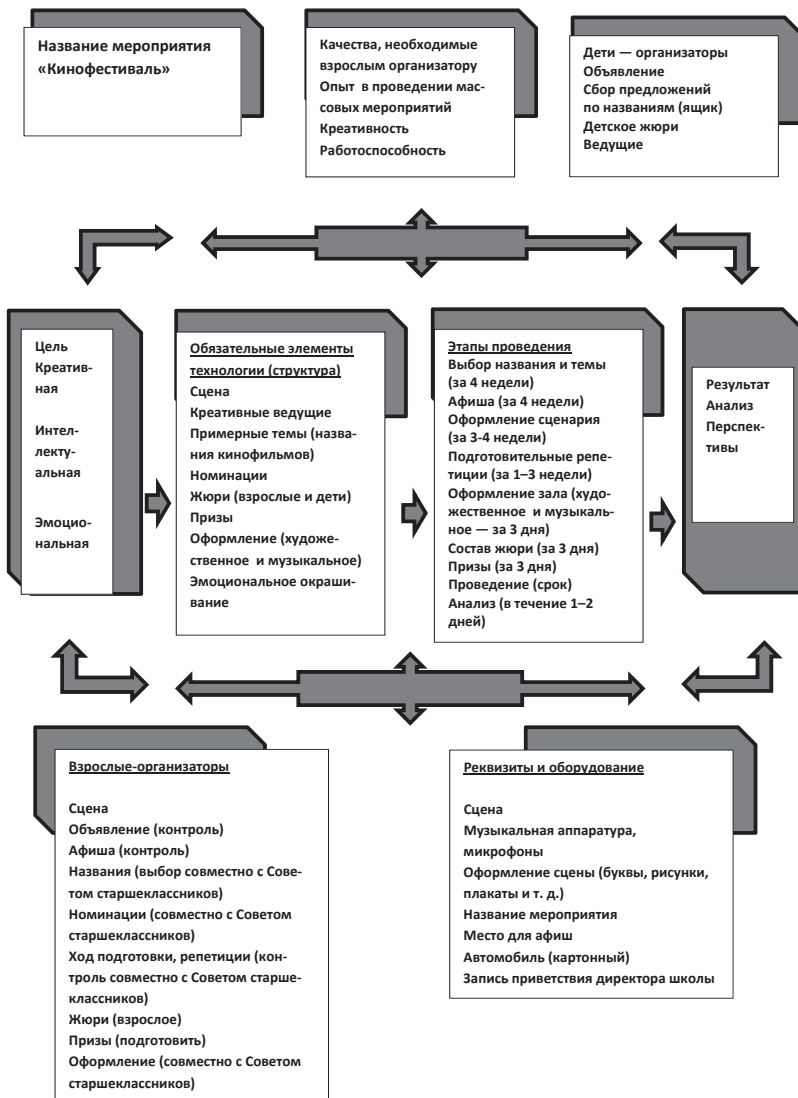 Название мероприятия
«Кинофестиваль»
Качества, необходимые
взрослым организатору
Опыт в проведении мас-
совых мероприятий
Креативность
Работоспособность
Дети — организаторы
Объявление
Сбор предложений
по названиям (ящик)
Детское жюри
Ведущие
Цель
Креатив-
ная
Интел-
лекту-
альная
Эмоцио-
нальная
Обязательные элементы
технологии (структура)
Сцена
Креативные ведущие
Примерные темы (назва-
ния кинофильмов)
Номинации
Жюри (взрослые и дети)
Призы
Оформление (художе-
ственное и музыкальное)
Эмоциональное окраши-
вание
Этапы проведения
Выбор названия и темы
(за 4 недели)
Афиша (за 4 недели)
Оформление сценария
(за 3-4 недели)
Подготовительные репе-
тиции (за 1–3 недели)
Оформление зала (худо-
жественное и музыкаль-
ное — за 3 дня)
Состав жюри (за 3 дня)
Призы (за 3 дня)
Проведение (срок)
Анализ (в течение 1–2
дней)
Результат
Анализ
Перспек-
тивы
Взрослые-организаторы
Сцена
Объявление (контроль)
Афиша (контроль)
Названия (выбор совместно с Сове-
том старшеклассников)
Номинации (совместно с Советом
старшеклассников)
Ход подготовки, репетиции (кон-
троль совместно с Советом старше-
классников)
Жюри (взрослое)
Призы (подготовить)
Оформление (совместно с Советом
старшеклассников)
Реквизиты и оборудование
Сцена
Музыкальная аппаратура,
микрофоны
Оформление сцены (буквы, рисунки,
плакаты и т. д.)
Название мероприятия
Место для афиш
Автомобиль (картонный)
Запись приветствия директора школы